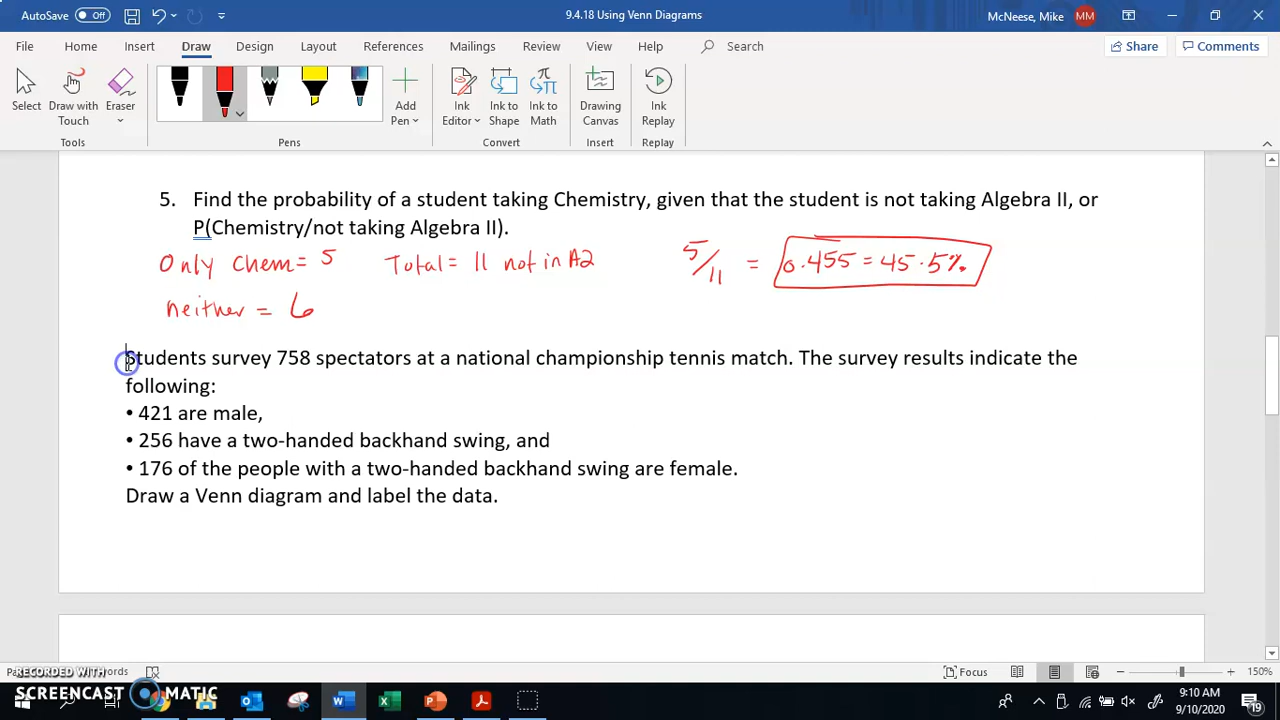 AutoSave Off
9.4.18 Using Venn Diagrams
McNeese, Mike MM
File Home Insert Draw Design Layout References Mailings Review View Help Search Share Comments
Select Draw with Touch Eraser Add Pen Ink Editor Ink to Shape Ink to Math Drawing Canvas Ink Replay
Tools Pens Convert Insert Replay
5. Find the probability of a student taking Chemistry, given that the student is not taking Algebra II, or
P(Chemistry/not taking Algebra II).
Only Chem = 5 Total = 11 not in A2 5/11 = 0.455 = 45.5%
neither = 6
Students survey 758 spectators at a national championship tennis match. The survey results indicate the
following:
• 421 are male,
• 256 have a two-handed backhand swing, and
• 176 of the people with a two-handed backhand swing are female.
Draw a Venn diagram and label the data.
words Focus 150%
RECORDED WITH
SCREENCAST MATIC
9:10 AM
9/10/2020
19